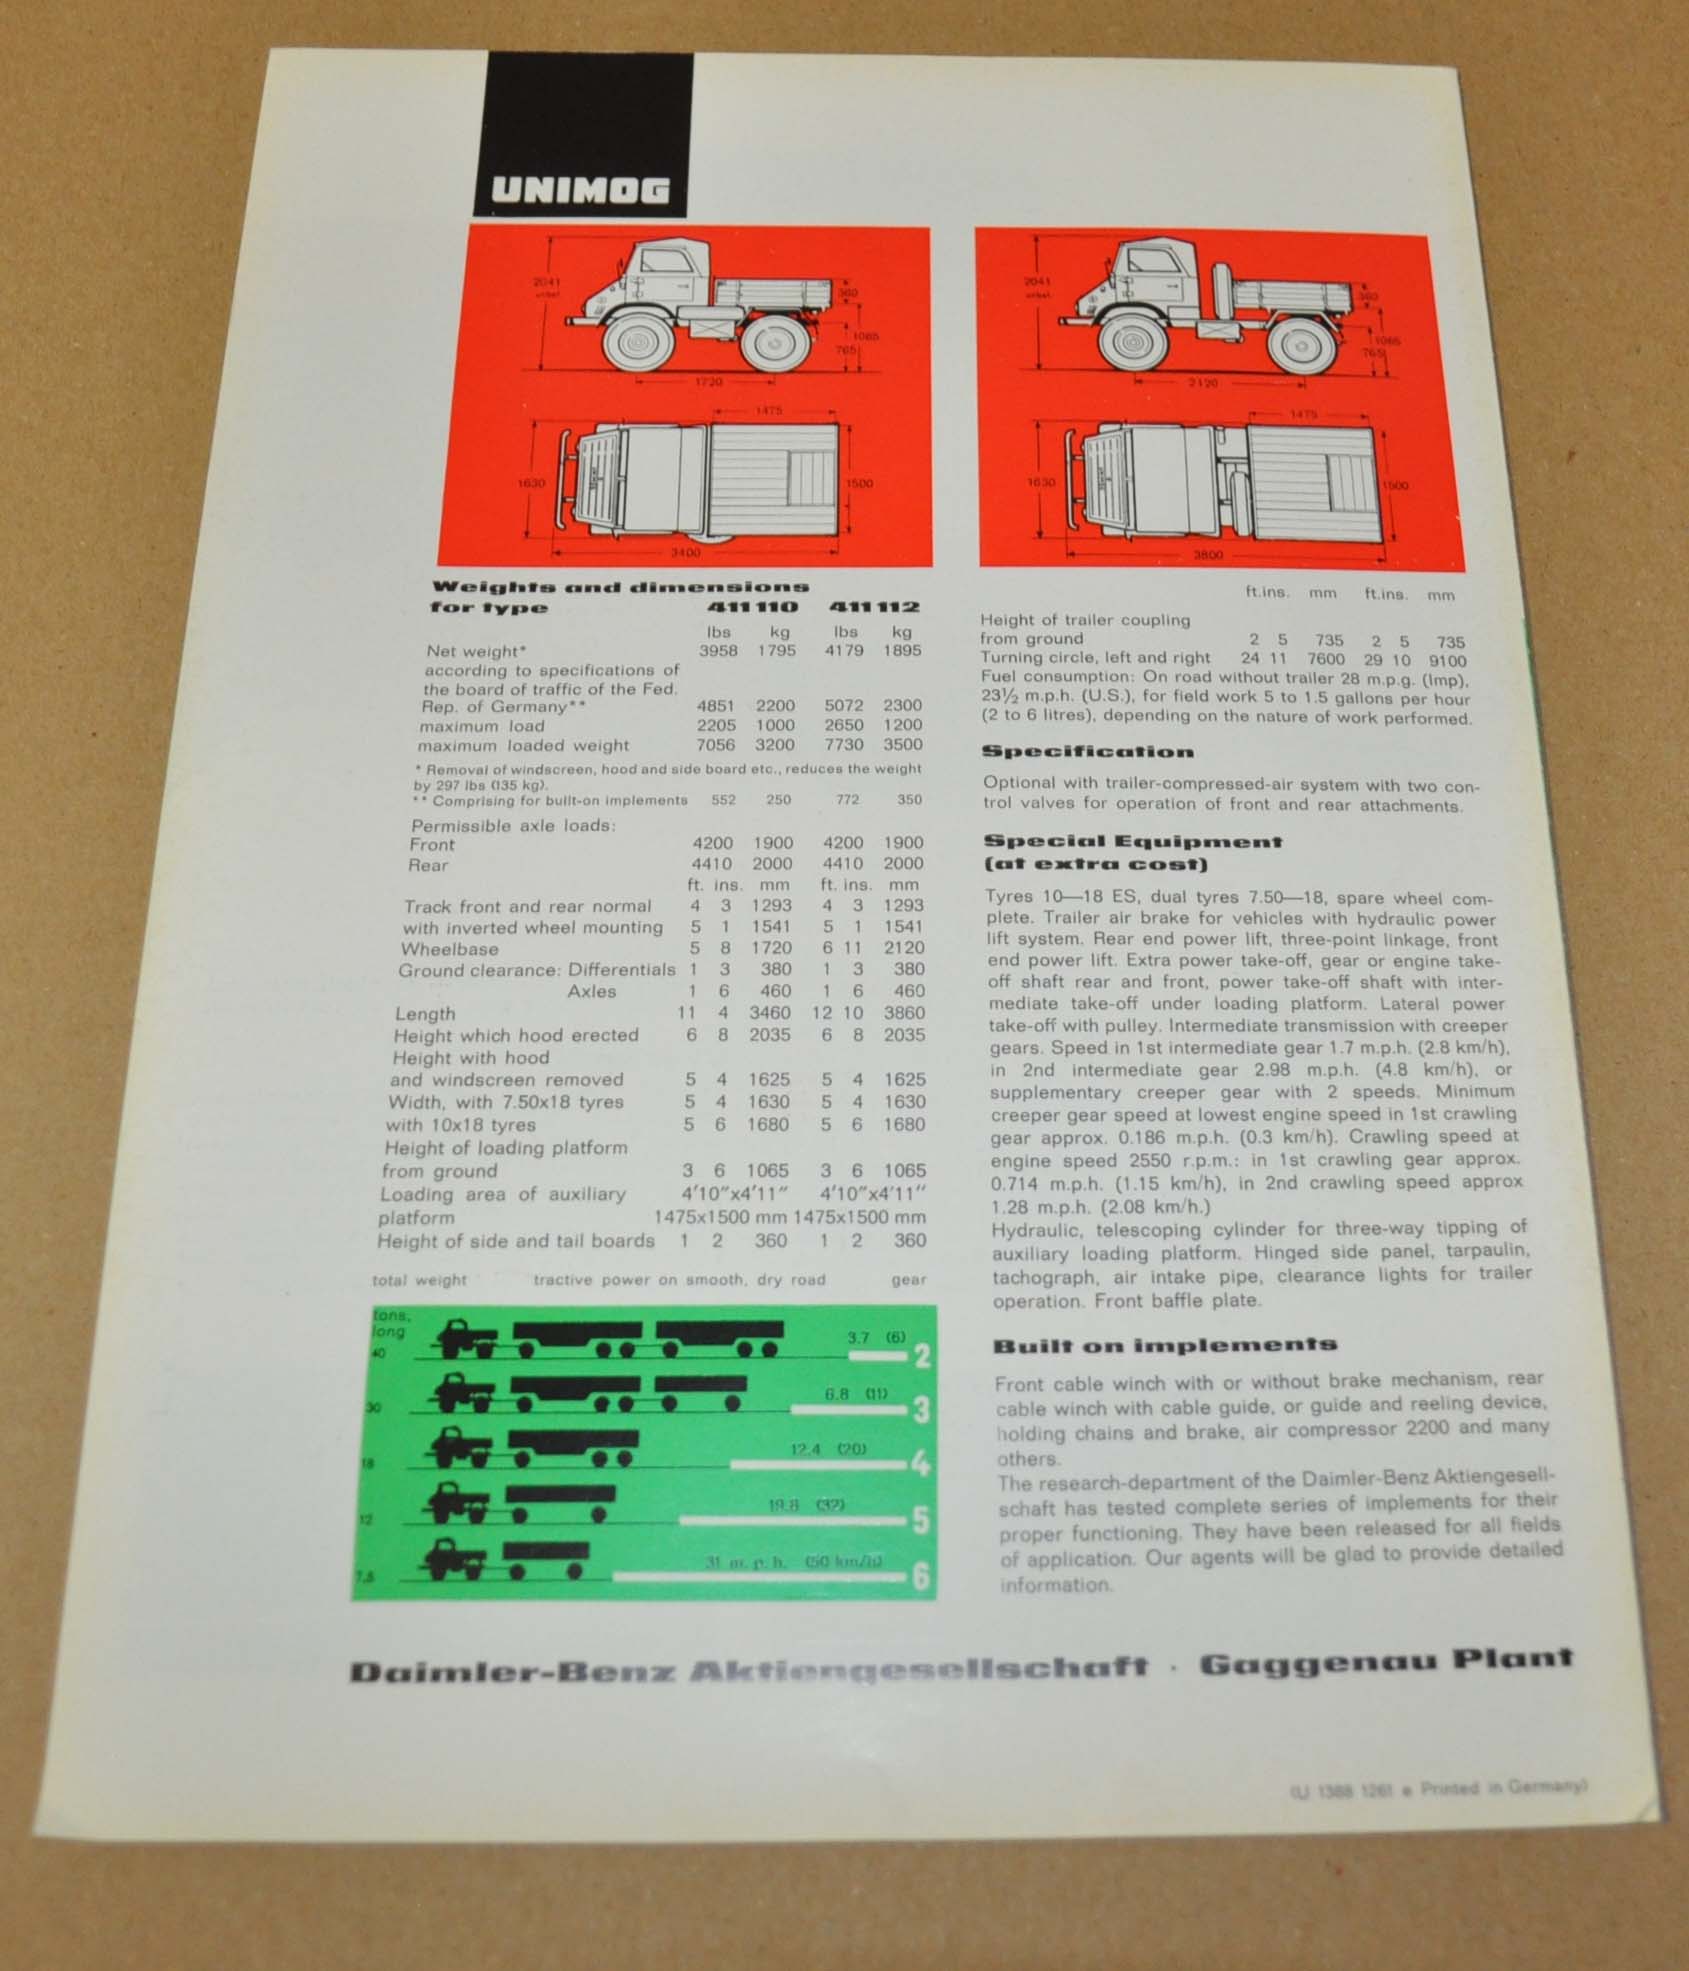 UNIMOG
2041
unbel.
360
1065
765
1720
1475
1630
1500
3400
2041
unbel.
360
1065
765
2120
1475
1630
1500
3800
Weights and dimensions
for type 411 110 411 112
lbs kg lbs kg
Net weight* 3958 1795 4179 1895
according to specifications of
the board of traffic of the Fed.
Rep. of Germany** 4851 2200 5072 2300
maximum load 2205 1000 2650 1200
maximum loaded weight 7056 3200 7730 3500
* Removal of windscreen, hood and side board etc., reduces the weight
by 297 lbs (135 kg).
** Comprising for built-on implements 552 250 772 350
Permissible axle loads:
Front 4200 1900 4200 1900
Rear 4410 2000 4410 2000
ft. ins. mm ft. ins. mm
Track front and rear normal 4 3 1293 4 3 1293
with inverted wheel mounting 5 1 1541 5 1 1541
Wheelbase 5 8 1720 6 11 2120
Ground clearance: Differentials 1 3 380 1 3 380
Axles 1 6 460 1 6 460
Length 11 4 3460 12 10 3860
Height which hood erected 6 8 2035 6 8 2035
Height with hood
and windscreen removed 5 4 1625 5 4 1625
Width, with 7.50x18 tyres 5 4 1630 5 4 1630
with 10x18 tyres 5 6 1680 5 6 1680
Height of loading platform
from ground 3 6 1065 3 6 1065
Loading area of auxiliary 4'10"x4'11" 4'10"x4'11"
platform 1475x1500 mm 1475x1500 mm
Height of side and tail boards 1 2 360 1 2 360
total weight tractive power on smooth, dry road gear
tons,
long
40 3.7 (6) 2
30 6.8 (11) 3
18 12.4 (20) 4
12 19.8 (32) 5
7.5 31 m. p. h. (50 km/h) 6
ft.ins. mm ft.ins. mm
Height of trailer coupling
from ground 2 5 735 2 5 735
Turning circle, left and right 24 11 7600 29 10 9100
Fuel consumption: On road without trailer 28 m.p.g. (Imp),
23½ m.p.h. (U.S.), for field work 5 to 1.5 gallons per hour
(2 to 6 litres), depending on the nature of work performed.
Specification
Optional with trailer-compressed-air system with two con-
trol valves for operation of front and rear attachments.
Special Equipment
(at extra cost)
Tyres 10—18 ES, dual tyres 7.50—18, spare wheel com-
plete. Trailer air brake for vehicles with hydraulic power
lift system. Rear end power lift, three-point linkage, front
end power lift. Extra power take-off, gear or engine take-
off shaft rear and front, power take-off shaft with inter-
mediate take-off under loading platform. Lateral power
take-off with pulley. Intermediate transmission with creeper
gears. Speed in 1st intermediate gear 1.7 m.p.h. (2.8 km/h),
in 2nd intermediate gear 2.98 m.p.h. (4.8 km/h), or
supplementary creeper gear with 2 speeds. Minimum
creeper gear speed at lowest engine speed in 1st crawling
gear approx. 0.186 m.p.h. (0.3 km/h). Crawling speed at
engine speed 2550 r.p.m.: in 1st crawling gear approx.
0.714 m.p.h. (1.15 km/h), in 2nd crawling speed approx
1.28 m.p.h. (2.08 km/h.)
Hydraulic, telescoping cylinder for three-way tipping of
auxiliary loading platform. Hinged side panel, tarpaulin,
tachograph, air intake pipe, clearance lights for trailer
operation. Front baffle plate.
Built on implements
Front cable winch with or without brake mechanism, rear
cable winch with cable guide, or guide and reeling device,
holding chains and brake, air compressor 2200 and many
others.
The research-department of the Daimler-Benz Aktiengesell-
schaft has tested complete series of implements for their
proper functioning. They have been released for all fields
of application. Our agents will be glad to provide detailed
information.
Daimler-Benz Aktiengesellschaft · Gaggenau Plant
(U 1388 1261 e Printed in Germany)